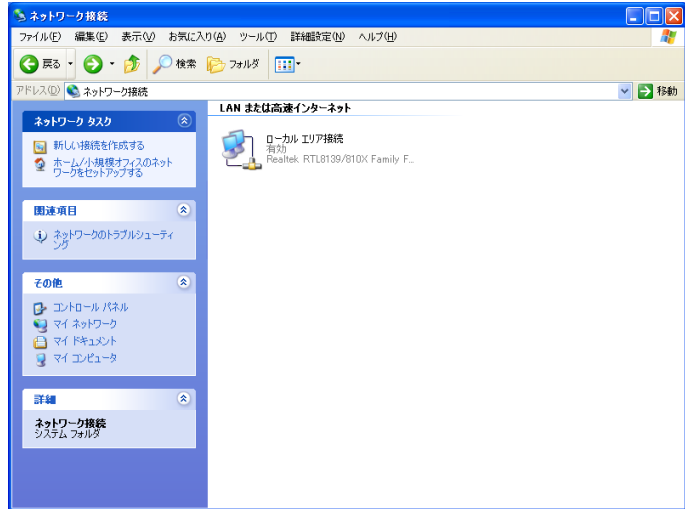 ネットワーク接続
ファイル(F) 編集(E) 表示(V) お気に入り(A) ツール(T) 詳細設定(N) ヘルプ(H)
戻る 検索 フォルダ
アドレス(D) ネットワーク接続 移動
ネットワーク タスク
新しい接続を作成する
ホーム/小規模オフィスのネット
ワークをセットアップする
関連項目
ネットワークのトラブルシューティ
ング
その他
コントロール パネル
マイ ネットワーク
マイ ドキュメント
マイ コンピュータ
詳細
ネットワーク接続
システム フォルダ
LAN または高速インターネット
ローカル エリア接続
有効
Realtek RTL8139/810X Family F...